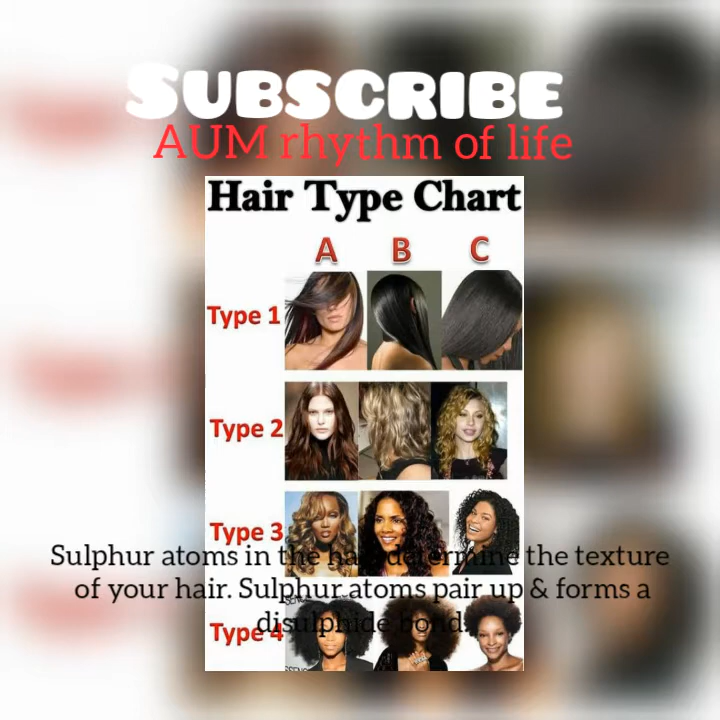 SUBSCRIBE
AUM rhythm of life
Hair Type Chart
A B C
Type 1
Type 2
Type 3
Sulphur atoms in the hair determine the texture
of your hair. Sulphur atoms pair up & forms a
disulphide bond.
Type 4